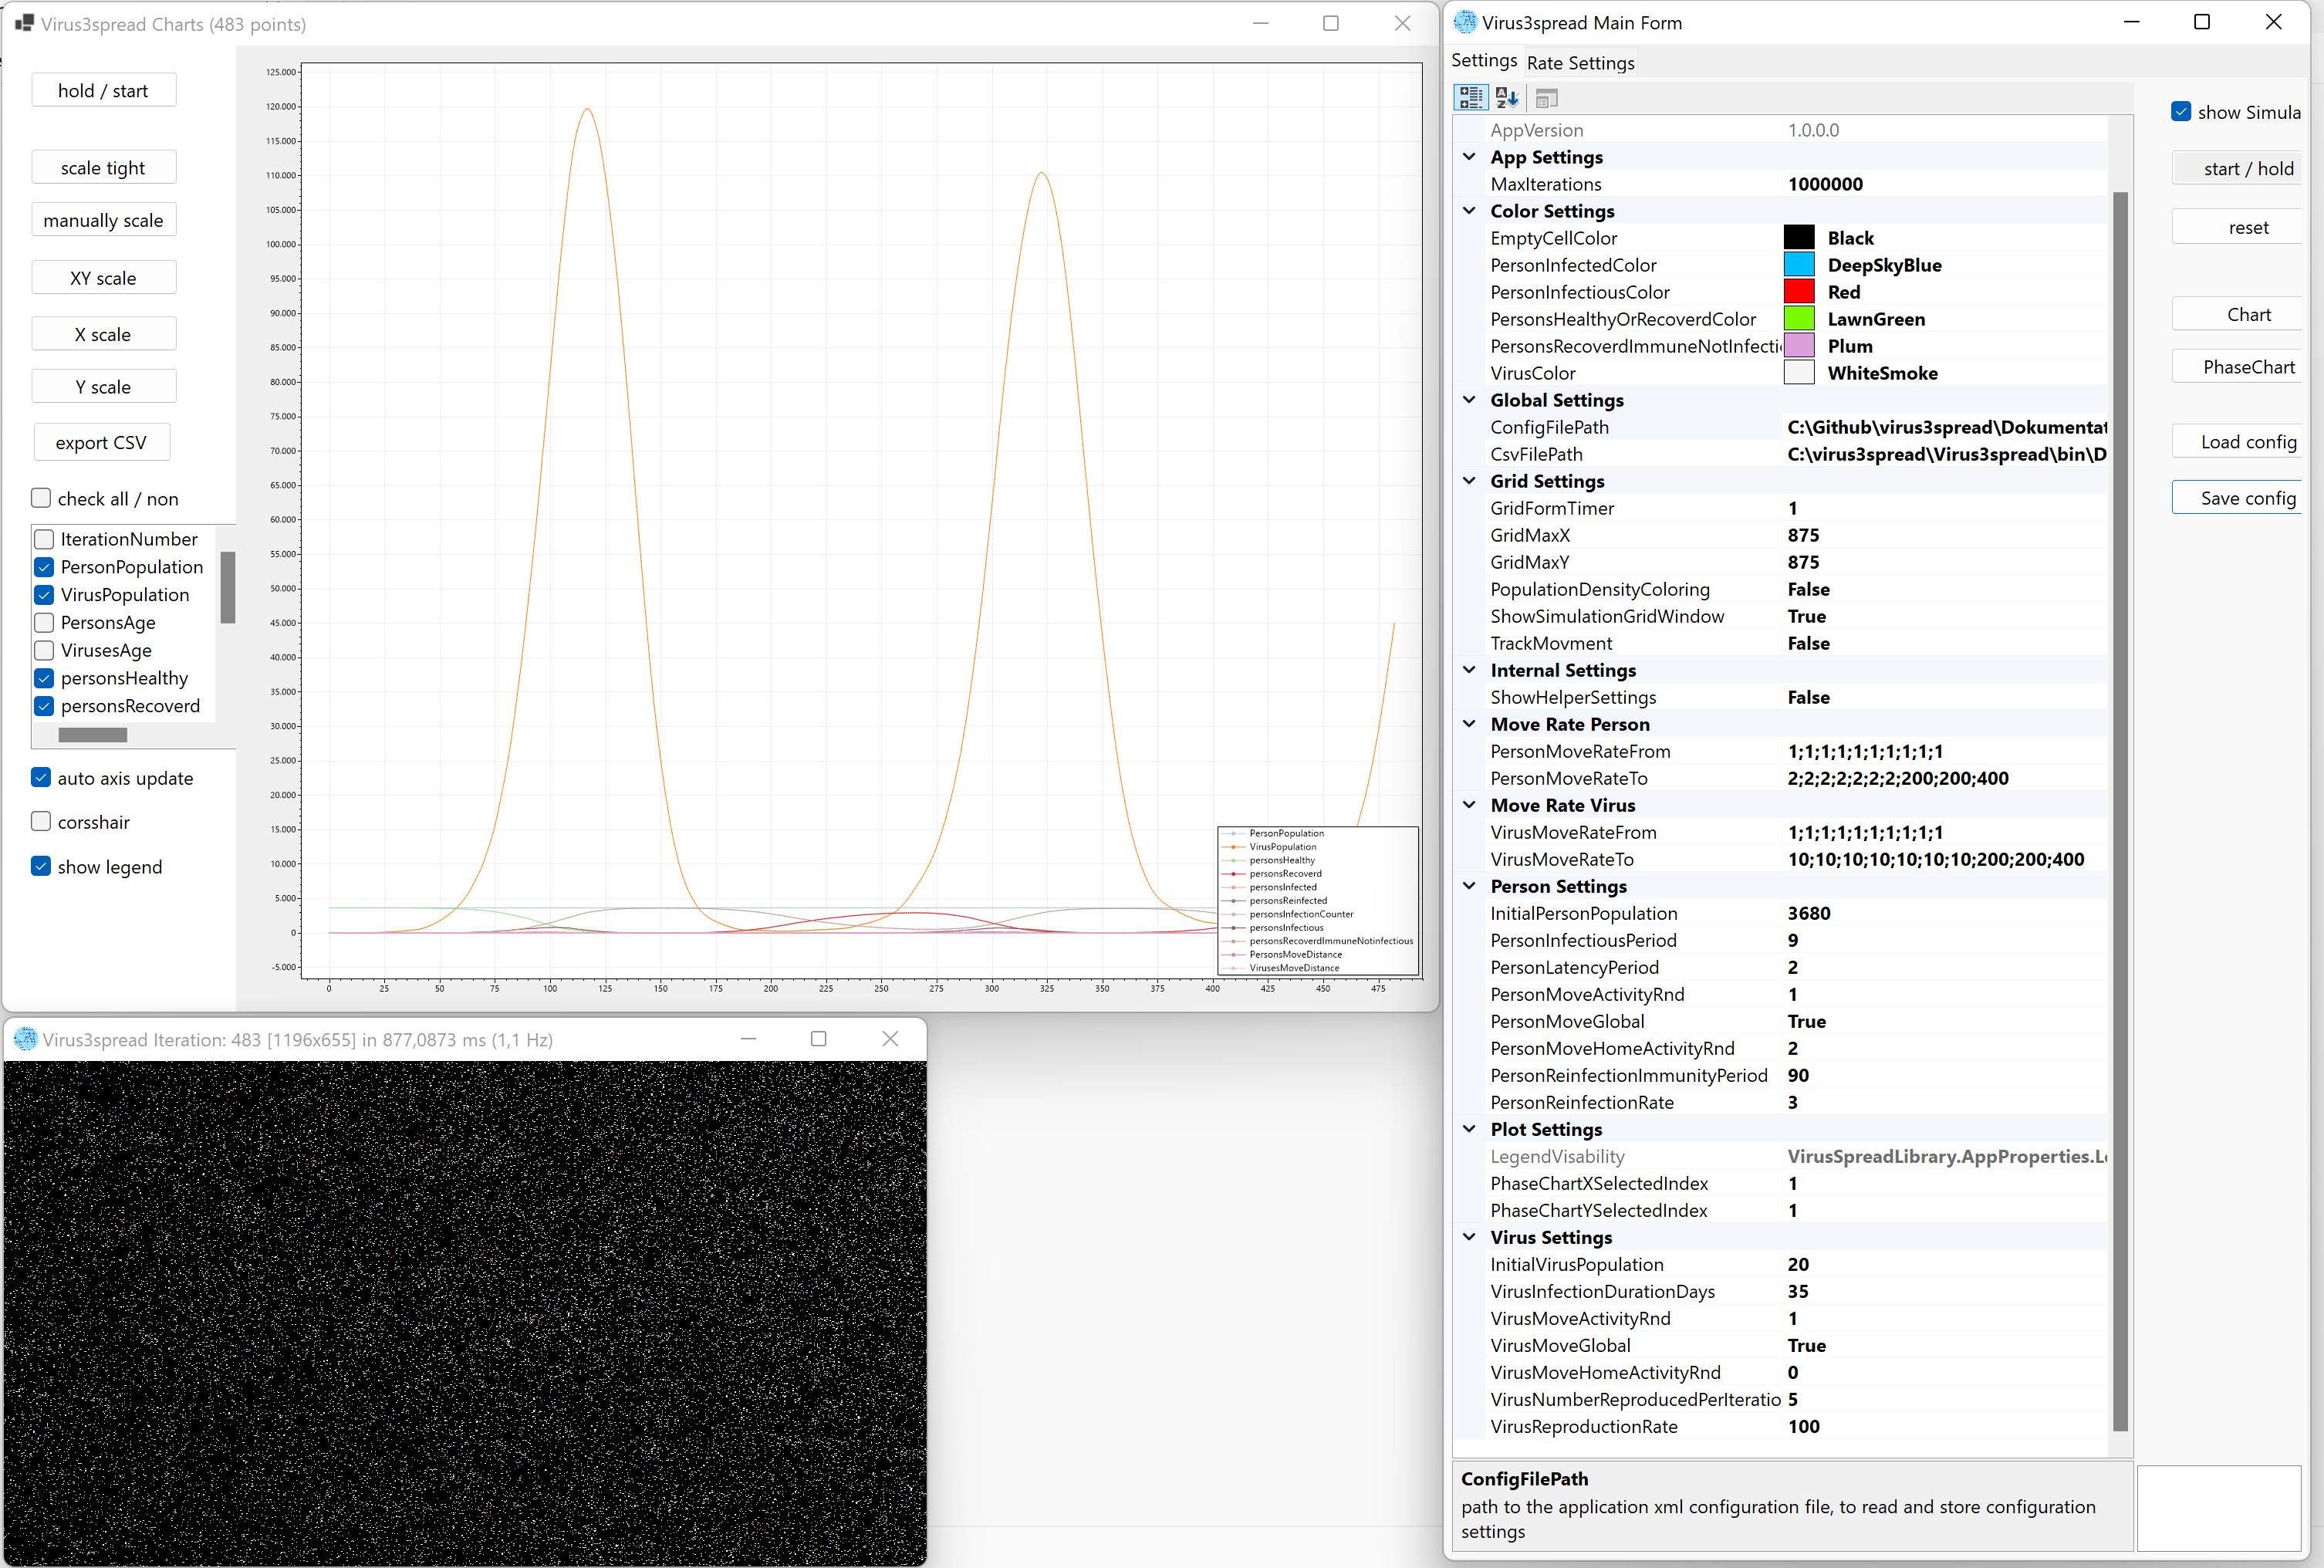 Virus3spread Charts (483 points)
hold / start
scale tight
manually scale
XY scale
X scale
Y scale
export CSV
check all / non
IterationNumber
PersonPopulation
VirusPopulation
PersonsAge
VirusesAge
personsHealthy
personsRecoverd
auto axis update
corsshair
show legend
125.000
120.000
115.000
110.000
105.000
100.000
95.000
90.000
85.000
80.000
75.000
70.000
65.000
60.000
55.000
50.000
45.000
40.000
35.000
30.000
25.000
20.000
15.000
10.000
5.000
0
-5.000
0 25 50 75 100 125 150 175 200 225 250 275 300 325 350 375 400 425 450 475
PersonPopulation
VirusPopulation
personsHealthy
personsRecoverd
personsInfected
personsReinfected
personsInfectionCounter
personsInfectious
personsRecoverdImmuneNotinfectious
PersonsMoveDistance
VirusesMoveDistance
Virus3spread Iteration: 483 [1196x655] in 877,0873 ms (1,1 Hz)
Virus3spread Main Form
Settings Rate Settings
AppVersion 1.0.0.0
App Settings
MaxIterations 1000000
Color Settings
EmptyCellColor Black
PersonInfectedColor DeepSkyBlue
PersonInfectiousColor Red
PersonsHealthyOrRecoverdColor LawnGreen
PersonsRecoverdImmuneNotInfecti Plum
VirusColor WhiteSmoke
Global Settings
ConfigFilePath C:\Github\virus3spread\Dokumentat
CsvFilePath C:\virus3spread\Virus3spread\bin\D
Grid Settings
GridFormTimer 1
GridMaxX 875
GridMaxY 875
PopulationDensityColoring False
ShowSimulationGridWindow True
TrackMovment False
Internal Settings
ShowHelperSettings False
Move Rate Person
PersonMoveRateFrom 1;1;1;1;1;1;1;1;1;1
PersonMoveRateTo 2;2;2;2;2;2;2;200;200;400
Move Rate Virus
VirusMoveRateFrom 1;1;1;1;1;1;1;1;1;1
VirusMoveRateTo 10;10;10;10;10;10;10;200;200;400
Person Settings
InitialPersonPopulation 3680
PersonInfectiousPeriod 9
PersonLatencyPeriod 2
PersonMoveActivityRnd 1
PersonMoveGlobal True
PersonMoveHomeActivityRnd 2
PersonReinfectionImmunityPeriod 90
PersonReinfectionRate 3
Plot Settings
LegendVisability VirusSpreadLibrary.AppProperties.Le
PhaseChartXSelectedIndex 1
PhaseChartYSelectedIndex 1
Virus Settings
InitialVirusPopulation 20
VirusInfectionDurationDays 35
VirusMoveActivityRnd 1
VirusMoveGlobal True
VirusMoveHomeActivityRnd 0
VirusNumberReproducedPerIteratio 5
VirusReproductionRate 100
ConfigFilePath
path to the application xml configuration file, to read and store configuration
settings
show Simula
start / hold
reset
Chart
PhaseChart
Load config
Save config